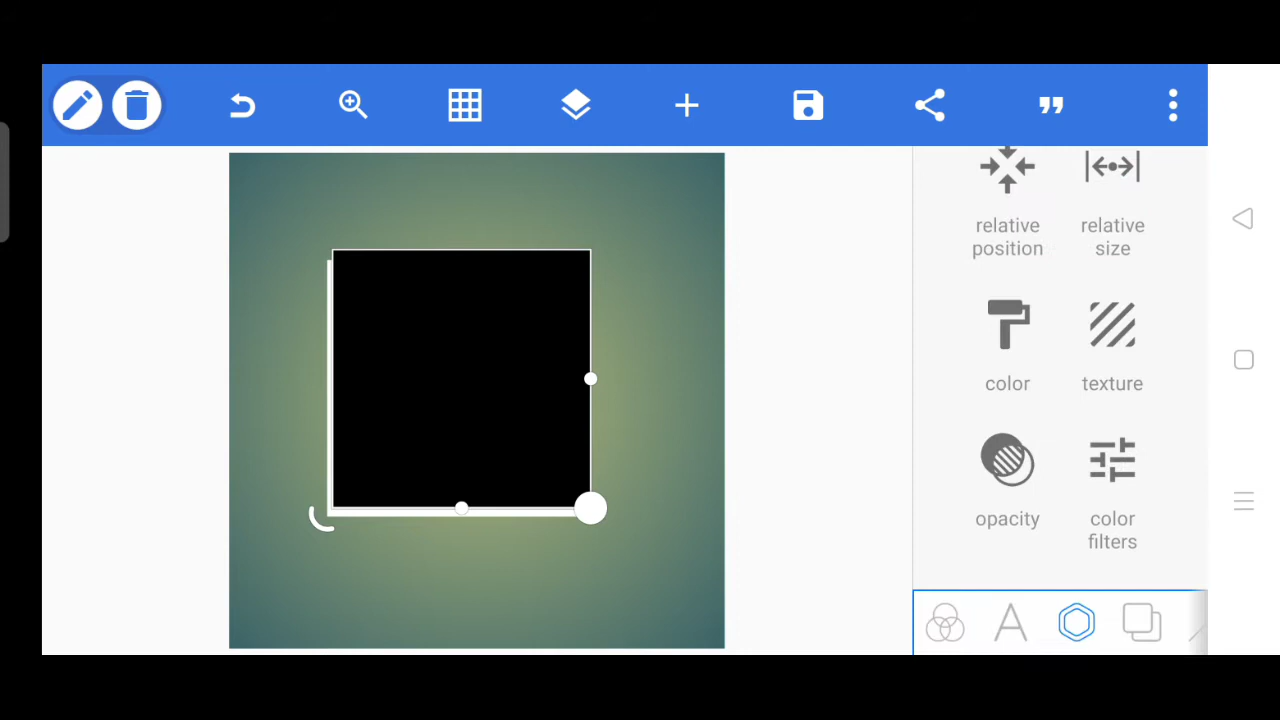 relative
position
relative
size
color
texture
opacity
color
filters